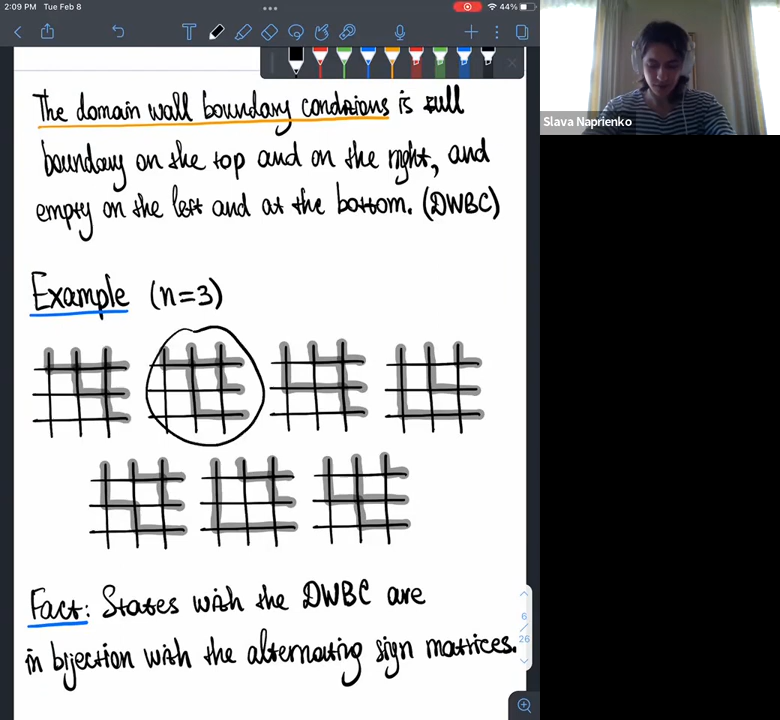 2:09 PM Tue Feb 8
44%
The domain wall boundary conditions is full
boundary on the top and on the right, and
empty on the left and at the bottom. (DWBC)
Example (n=3)
Fact: States with the DWBC are
in bijection with the alternating sign matrices.
6
26
Slava Naprienko